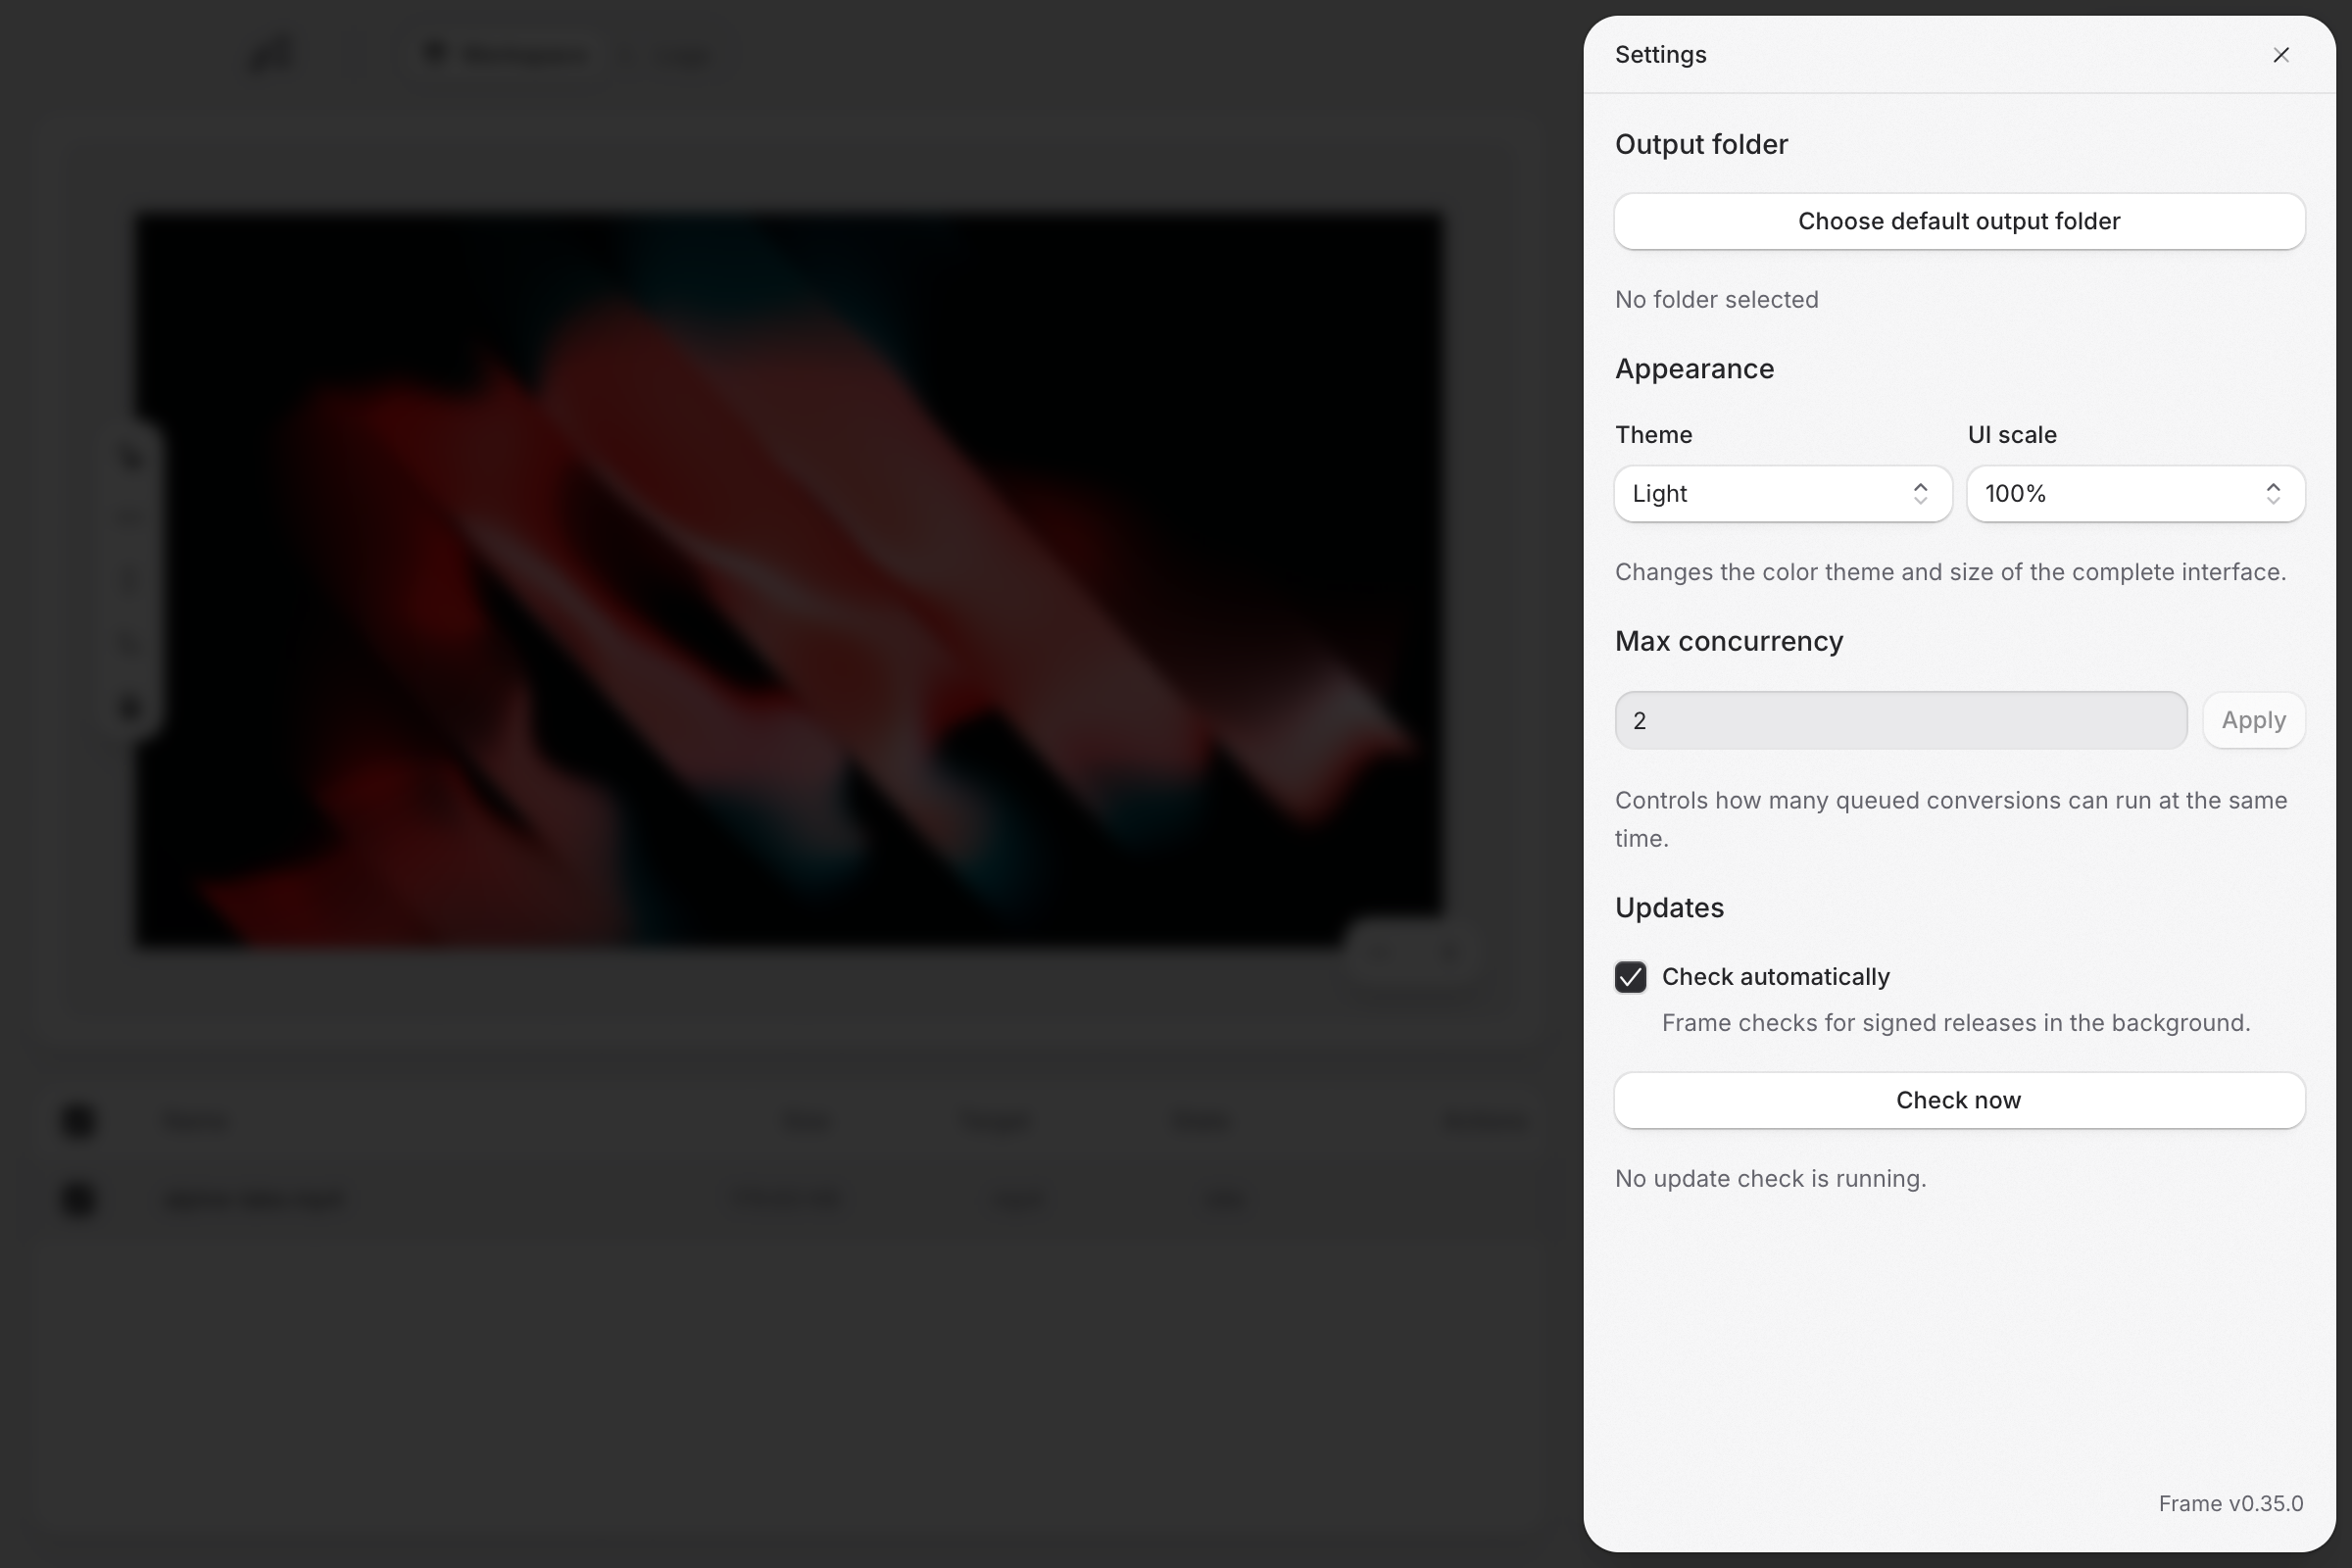 Settings
Output folder
Choose default output folder
No folder selected
Appearance
Theme
UI scale
Light
100%
Changes the color theme and size of the complete interface.
Max concurrency
2
Apply
Controls how many queued conversions can run at the same
time.
Updates
Check automatically
Frame checks for signed releases in the background.
Check now
No update check is running.
Frame v0.35.0